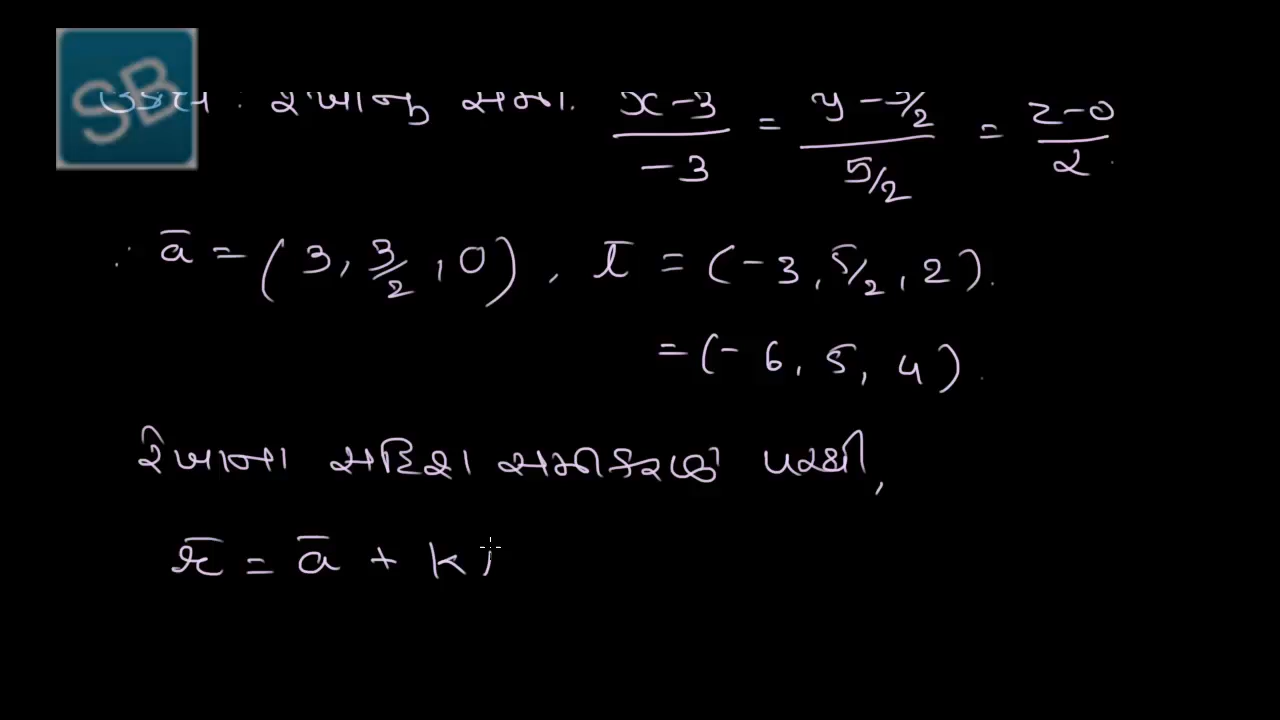 SB
રેખાનું સમી. x-3/-3 = y-3/2/5/2 = z-0/2
∴ a̅ = (3, 3/2, 0), l̅ = (-3, 5/2, 2).
= (-6, 5, 4).
રેખાના સદિશ સમીકરણ પરથી,
r̅ = a̅ + k